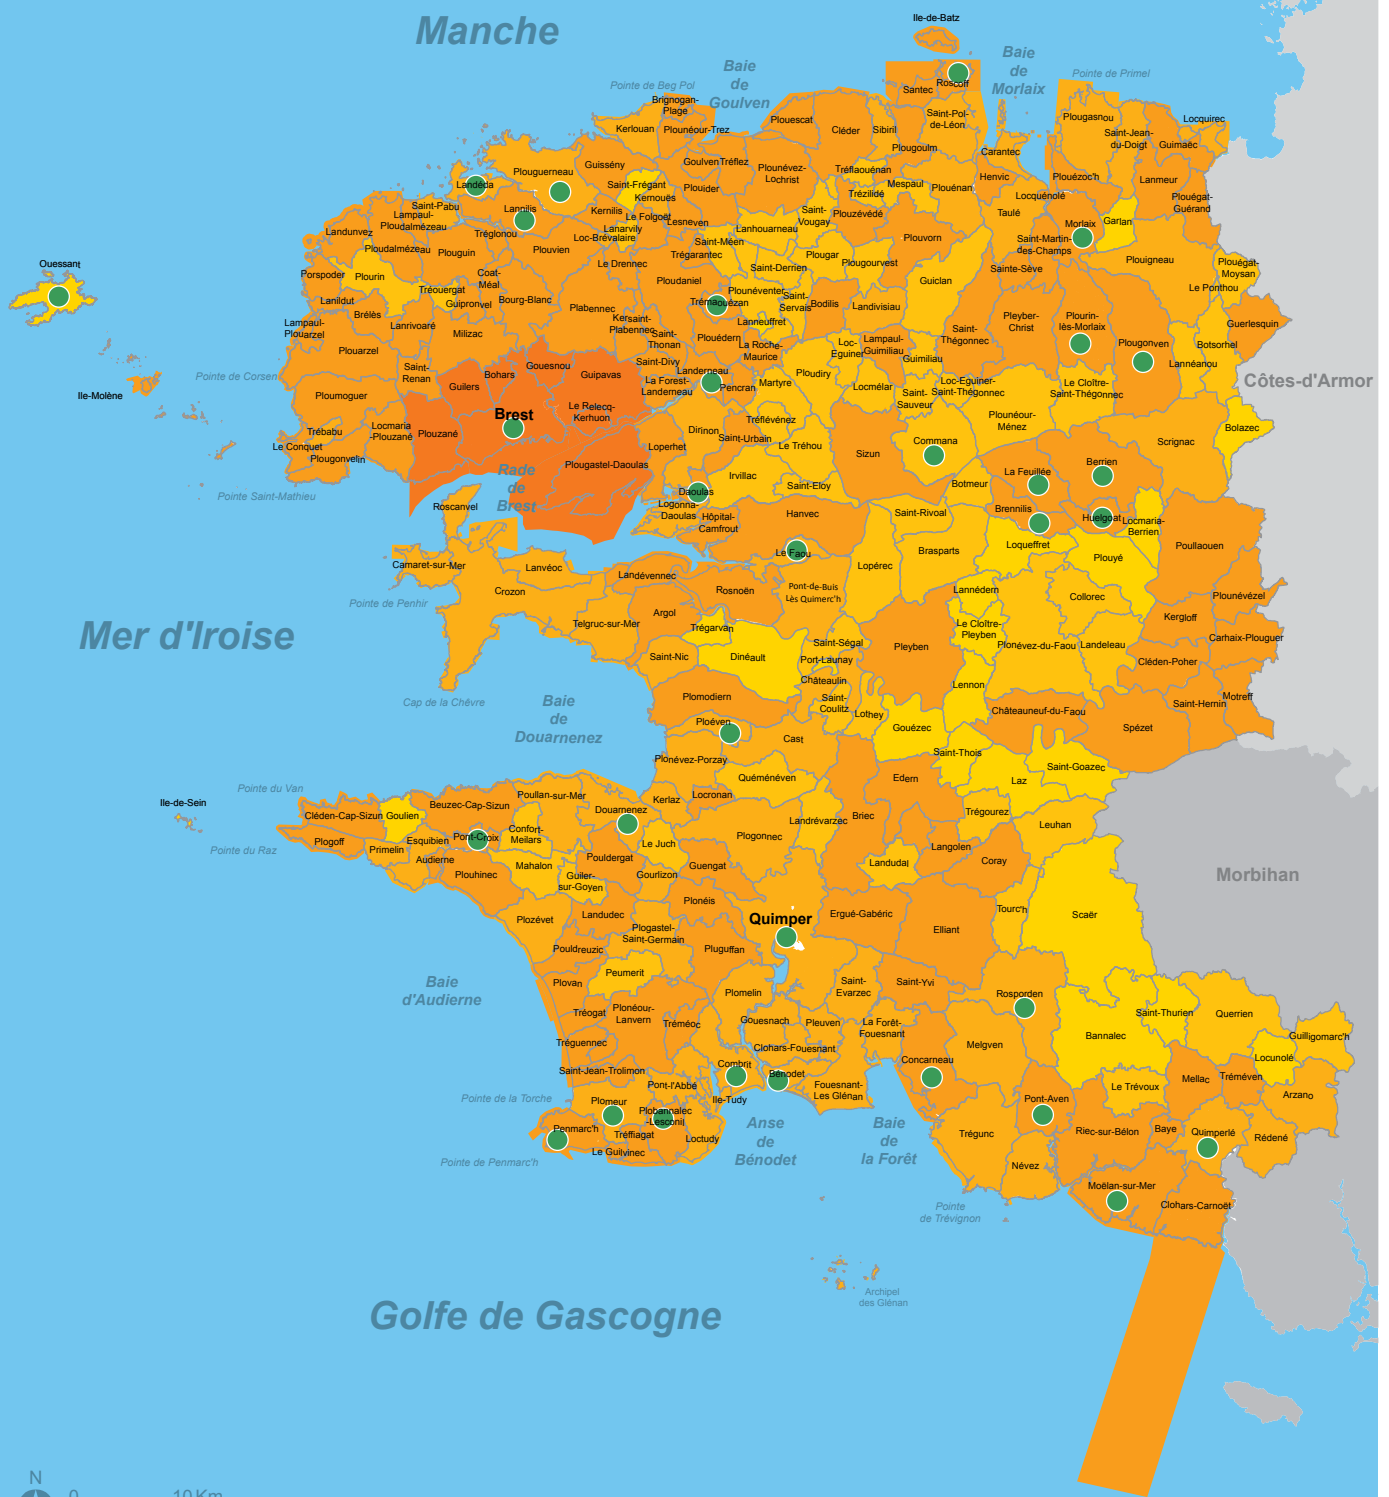 Manche
Ile-de-Batz
Baie
de
Morlaix
Baie
de
Goulven
Pointe de Primel
Pointe de Beg Pol
Roscoff
Santec
Brignogan-
Plage
Plouescat
Cléder
Sibiril
Saint-Pol-
de-Léon
Plougasnou
Locquirec
Kerlouan
Plounéour-Trez
Saint-Jean-
du-Doigt
Guimaëc
Plougoulm
Carantec
Guissény
Goulven
Tréflez
Plounévez-
Lochrist
Tréflaouénan
Henvic
Plouézoc'h
Lanmeur
Plouguerneau
Landéda
Saint-Frégant
Kernouës
Plouider
Trézilidé
Mespaul
Plouénan
Locquénolé
Plouégat-
Guérand
Saint-Pabu
Lannilis
Kernilis
Le Folgoët
Lesneven
Saint-
Vougay
Plouzévédé
Taulé
Morlaix
Garlan
Lampaul-
Ploudalmézeau
Landunvez
Tréglonou
Lanarvily
Loc-Brévalaire
Lanhouarneau
Plouvorn
Saint-Martin-
des-Champs
Ploudalmézeau
Plouguin
Plouvien
Saint-Méen
Trégarantec
Plougar
Plougourvest
Plouigneau
Plouégat-
Moysan
Ouessant
Porspoder
Plourin
Coat-
Méal
Le Drennec
Saint-Derrien
Sainte-Sève
Le Ponthou
Tréouergat
Guipronvel
Bourg-Blanc
Plabennec
Ploudaniel
Plounéventer
Saint-
Servais
Bodilis
Landivisiau
Guiclan
Lanildut
Brélès
Trémaouézan
Lanneuffret
Pleyber-
Christ
Plourin-
lès-Morlaix
Guerlesquin
Lampaul-
Plouarzel
Lanrivoaré
Milizac
Kersaint-
Plabennec
Saint-
Thonan
Plouédern
La Roche-
Maurice
Loc-
Eguiner
Lampaul-
Guimiliau
Saint-
Thégonnec
Plougonven
Botsorhel
Plouarzel
Gouesnou
Guimiliau
Lannéanou
Pointe de Corsen
Saint-
Renan
Bohars
Guipavas
Saint-Divy
Landerneau
La Forest-
Landerneau
Pencran
Martyre
Ploudiry
Locmélar
Loc-Eguiner-
Saint-Thégonnec
Le Cloître-
Saint-Thégonnec
Côtes-d'Armor
Ile-Molène
Ploumoguer
Guilers
Saint-
Sauveur
Plounéour-
Ménez
Brest
Le Relecq-
Kerhuon
Tréflévénez
Trébabu
Locmaria
-Plouzané
Plouzané
Dirinon
Saint-Urbain
Le Tréhou
Commana
Scrignac
Bolazec
Le Conquet
Plougonvelin
Loperhet
Sizun
Plougastel-Daoulas
Berrien
Pointe Saint-Mathieu
Rade
de
Brest
Irvillac
Saint-Eloy
La Feuillée
Botmeur
Roscanvel
Daoulas
Logonna-
Daoulas
Hôpital-
Camfrout
Hanvec
Saint-Rivoal
Brennilis
Huelgoat
Locmaria-
Berrien
Le Faou
Brasparts
Loqueffret
Plouyé
Poullaouen
Camaret-sur-Mer
Lanvéoc
Landévennec
Lopérec
Crozon
Rosnoën
Pont-de-Buis
Lès Quimerc'h
Lannédern
Collorec
Plounévézel
Pointe de Penhir
Argol
Telgruc-sur-Mer
Trégarvan
Le Cloître-
Pleyben
Kergloff
Mer d'Iroise
Saint-Ségal
Pleyben
Plonévez-du-Faou
Landeleau
Carhaix-Plouguer
Saint-Nic
Dinéault
Port-Launay
Cléden-Poher
Châteaulin
Lennon
Cap de la Chèvre
Plomodiern
Saint-
Coulitz
Lothey
Châteauneuf-du-Faou
Saint-Hernin
Motreff
Baie
de
Douarnenez
Ploéven
Gouézec
Spézet
Cast
Saint-Thois
Plonévez-Porzay
Saint-Goazec
Quéménéven
Edern
Laz
Pointe du Van
Poullan-sur-Mer
Kerlaz
Locronan
Ile-de-Sein
Beuzec-Cap-Sizun
Douarnenez
Trégourez
Cléden-Cap-Sizun
Goulien
Landrévarzec
Briec
Leuhan
Plogoff
Esquibien
Pont-Croix
Confort-
Meilars
Le Juch
Plogonnec
Langolen
Pointe du Raz
Primelin
Audierne
Mahalon
Pouldergat
Guengat
Landudal
Coray
Morbihan
Plouhinec
Guiler-
sur-Goyen
Gourlizon
Plonéis
Plozévet
Landudec
Quimper
Ergué-Gabéric
Tourc'h
Scaër
Plogastel-
Saint-Germain
Elliant
Pouldreuzic
Pluguffan
Baie
d'Audierne
Peumerit
Plovan
Plomelin
Saint-
Evarzec
Saint-Yvi
Rosporden
Tréogat
Plonéour-
Lanvern
Tréméoc
Gouesnach
Pleuven
La Forêt-
Fouesnant
Saint-Thurien
Querrien
Tréguennec
Clohars-Fouesnant
Melgven
Bannalec
Guilligomarc'h
Saint-Jean-Trolimon
Combrit
Bénodet
Concarneau
Locunolé
Pont-l'Abbé
Fouesnant-
Les Glénan
Le Trévoux
Mellac
Tréméven
Arzano
Pointe de la Torche
Plomeur
Plobannalec
-Lesconil
Ile-Tudy
Pont-Aven
Penmarc'h
Tréffiagat
Loctudy
Anse
de
Bénodet
Baie
de
la Forêt
Trégunc
Riec-sur-Bélon
Baye
Quimperlé
Rédené
Le Guilvinec
Pointe de Penmarc'h
Névez
Moëlan-sur-Mer
Clohars-Carnoët
Pointe
de Trévignon
Archipel
des Glénan
Golfe de Gascogne
N
0 10 Km